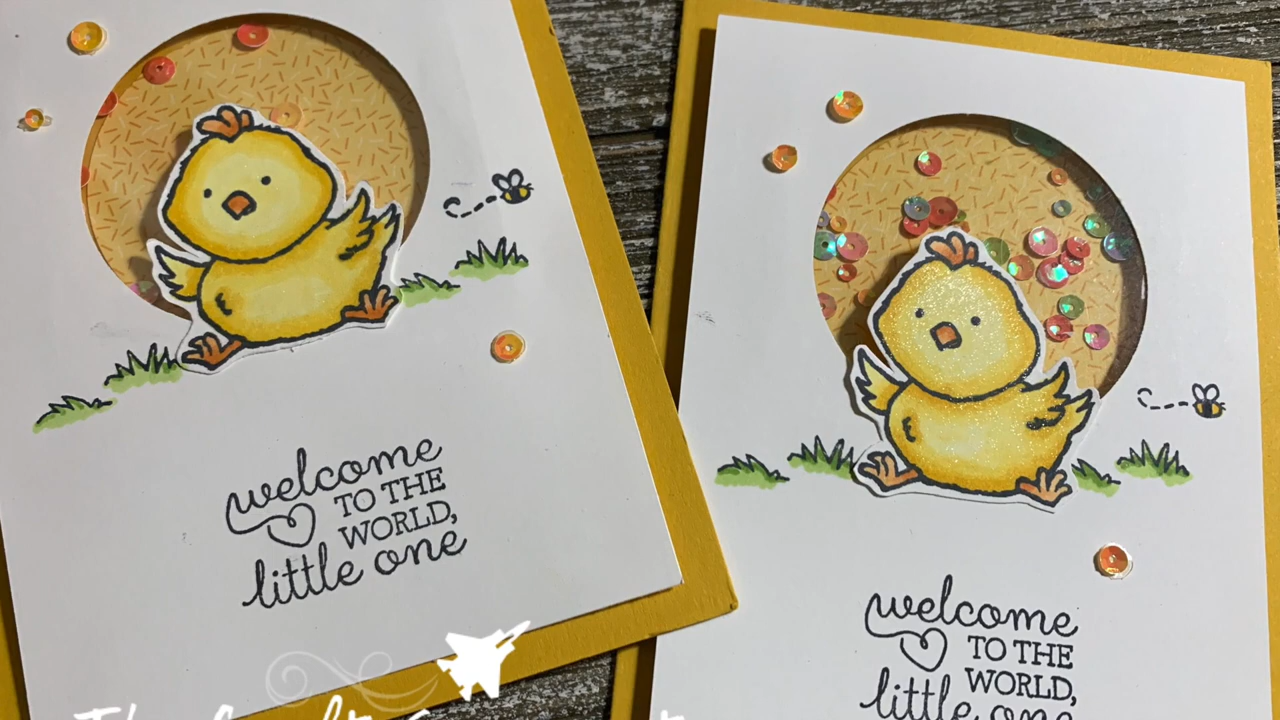 welcome
TO THE
WORLD,
little one
welcome
TO THE
WORLD,
little one